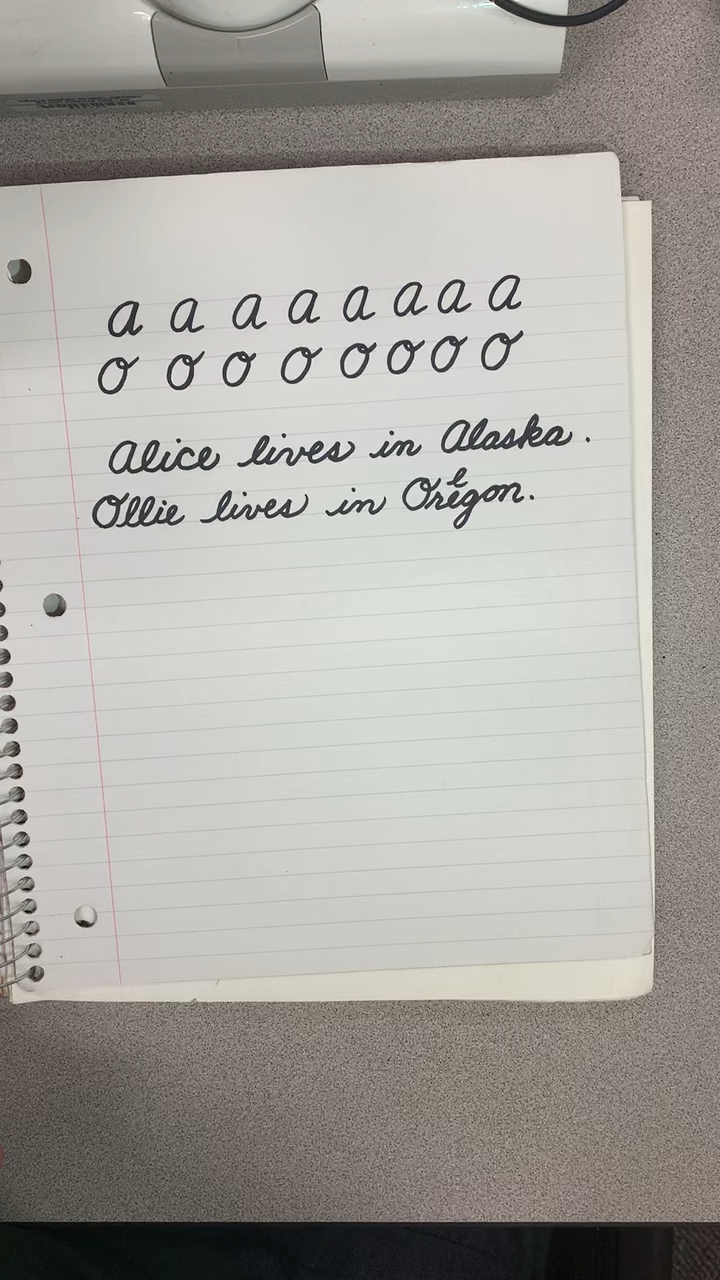 A A A A A A A A
O O O O O O O O
Alice lives in Alaska.
Ollie lives in Oregon.